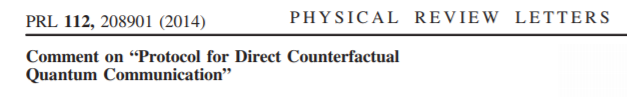 PRL 112, 208901 (2014) PHYSICAL REVIEW LETTERS
Comment on “Protocol for Direct Counterfactual
Quantum Communication”